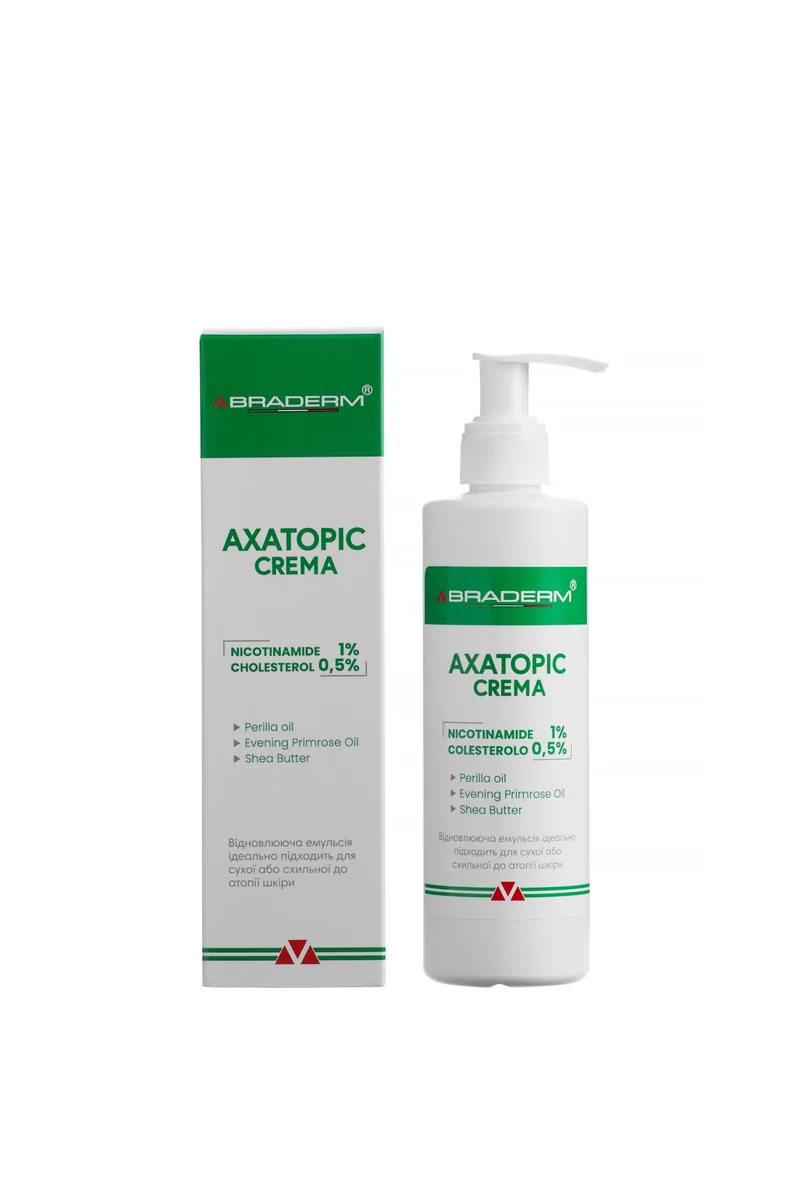 BRADERM®
AXATOPIC
CREMA
NICOTINAMIDE 1%
CHOLESTEROL 0,5%
Perilla oil
Evening Primrose Oil
Shea Butter
Відновлююча емульсія
ідеально підходить для
сухої або схильної до
атопії шкіри
BRADERM®
AXATOPIC
CREMA
NICOTINAMIDE 1%
COLESTEROLO 0,5%
Perilla oil
Evening Primrose Oil
Shea Butter
Відновлююча емульсія ідеально
підходить для сухої або
схильної до атопії шкіри